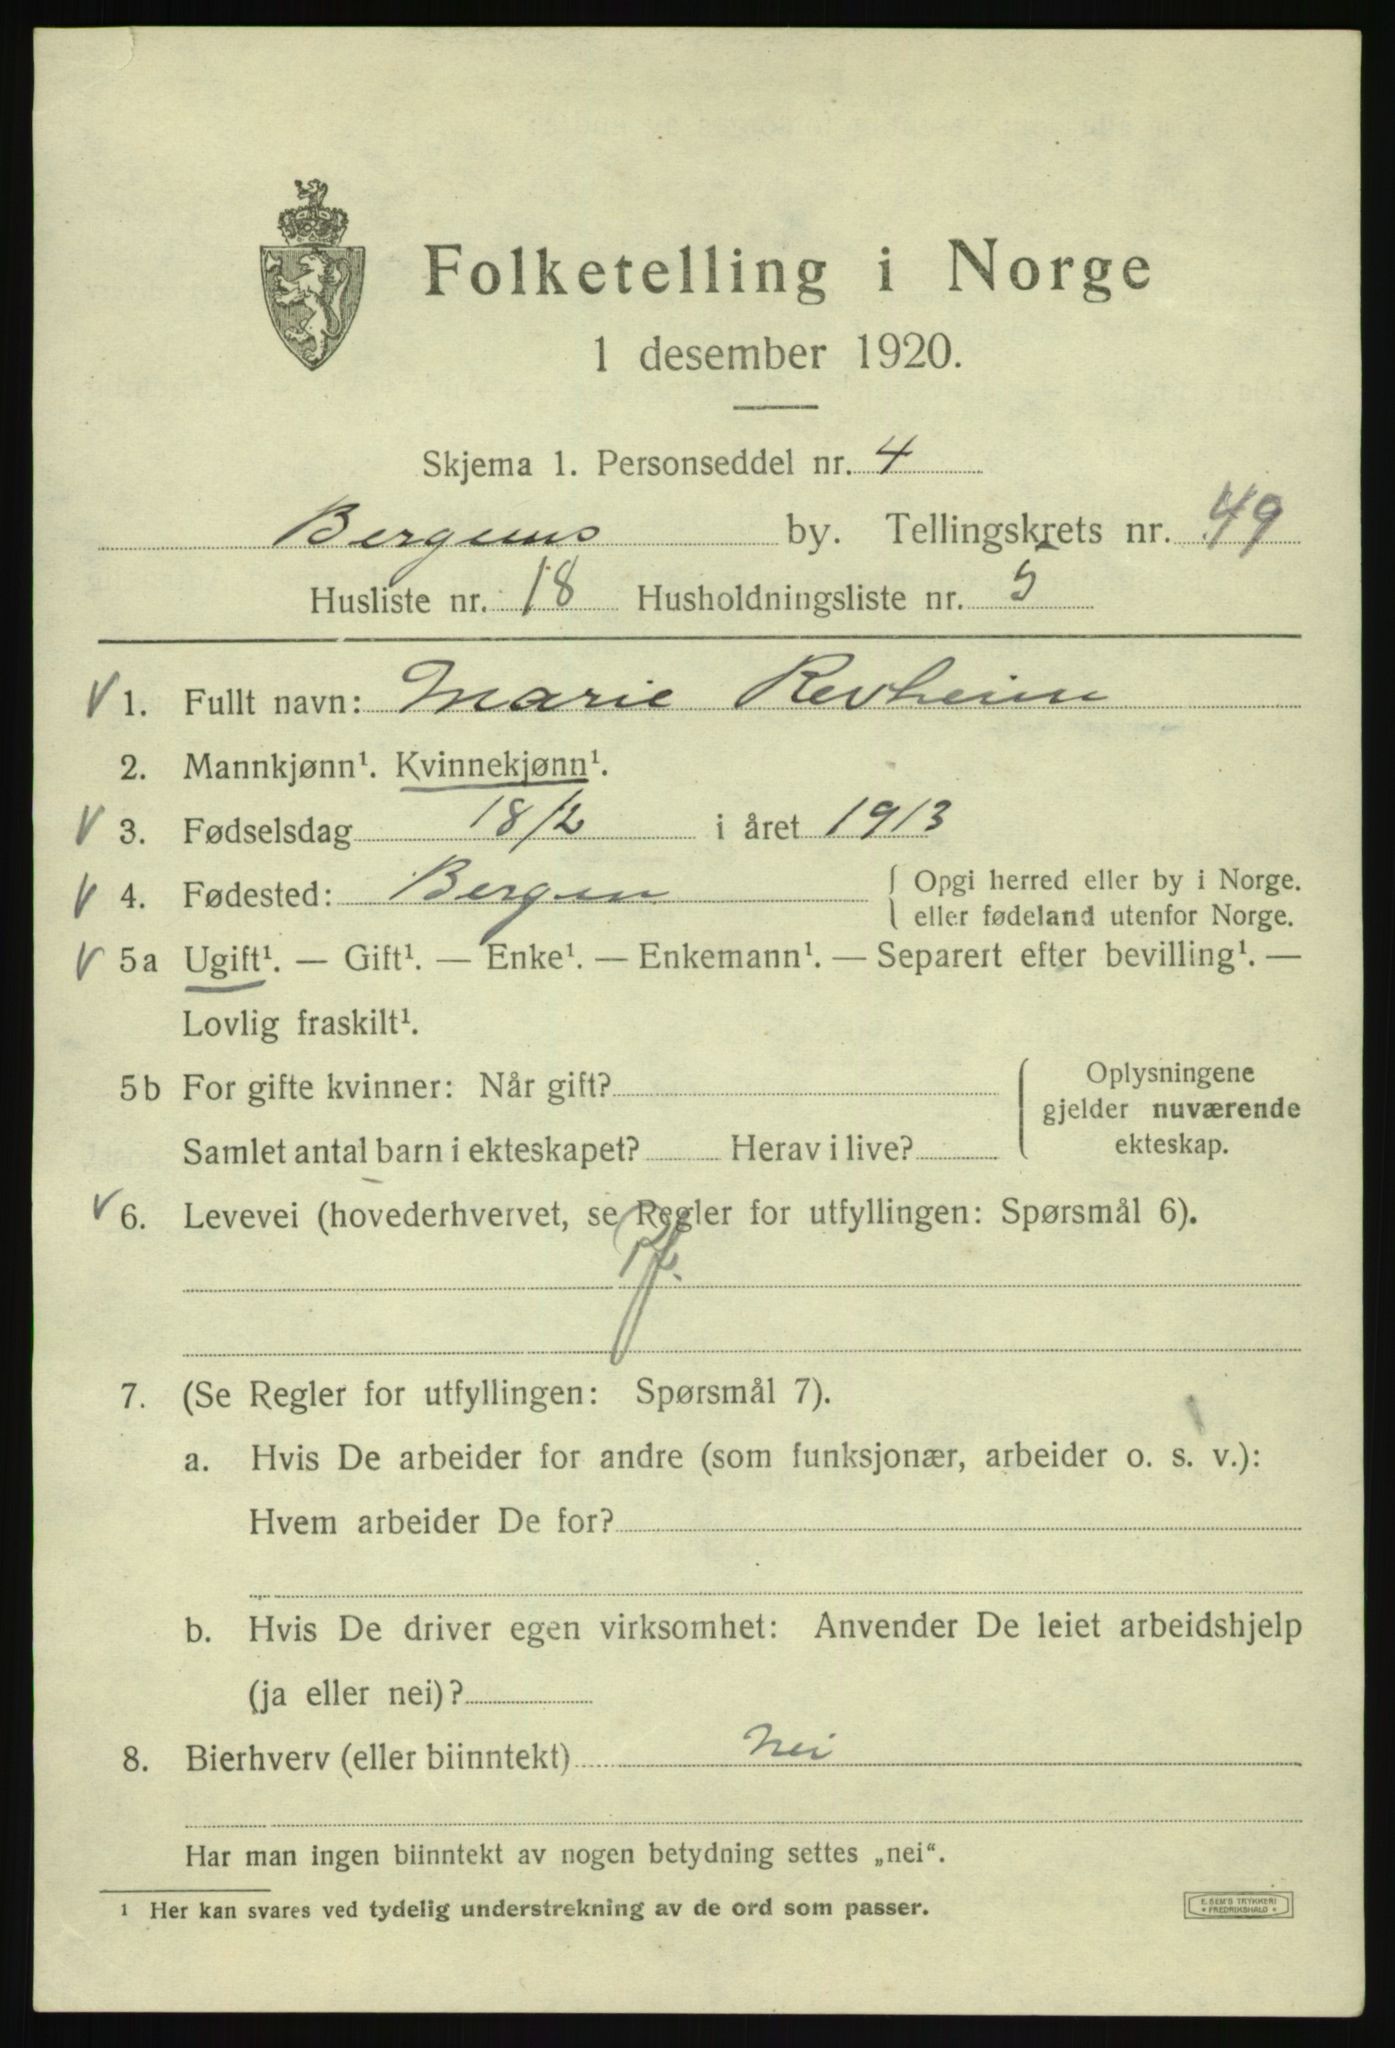 Folketelling i Norge
1 desember 1920.
Skjema 1. Personseddel nr. 4
Bergens by. Tellingskrets nr. 49
Husliste nr. 18 Husholdningsliste nr. 5
V 1. Fullt navn: Marie Revheim
2. Mannkjønn¹. Kvinnekjønn¹.
V 3. Fødselsdag 18/2 i året 1913
V 4. Fødested: Bergen { Opgi herred eller by i Norge.
eller fødeland utenfor Norge.
V 5a Ugift¹. — Gift¹. — Enke¹. — Enkemann¹. — Separert efter bevilling¹. —
Lovlig fraskilt¹.
5b For gifte kvinner: Når gift? { Oplysningene
gjelder nuværende
Samlet antal barn i ekteskapet? Herav i live? ekteskap.
V 6. Levevei (hovederhvervet, se Regler for utfyllingen: Spørsmål 6).
7. (Se Regler for utfyllingen: Spørsmål 7).
a. Hvis De arbeider for andre (som funksjonær, arbeider o. s. v.):
Hvem arbeider De for?
b. Hvis De driver egen virksomhet: Anvender De leiet arbeidshjelp
(ja eller nei)?
8. Bierhverv (eller biinntekt) Nei
Har man ingen biinntekt av nogen betydning settes „nei“.
¹ Her kan svares ved tydelig understrekning av de ord som passer.
E. SEM'S TRYKKERI
• FREDRIKSHALD •